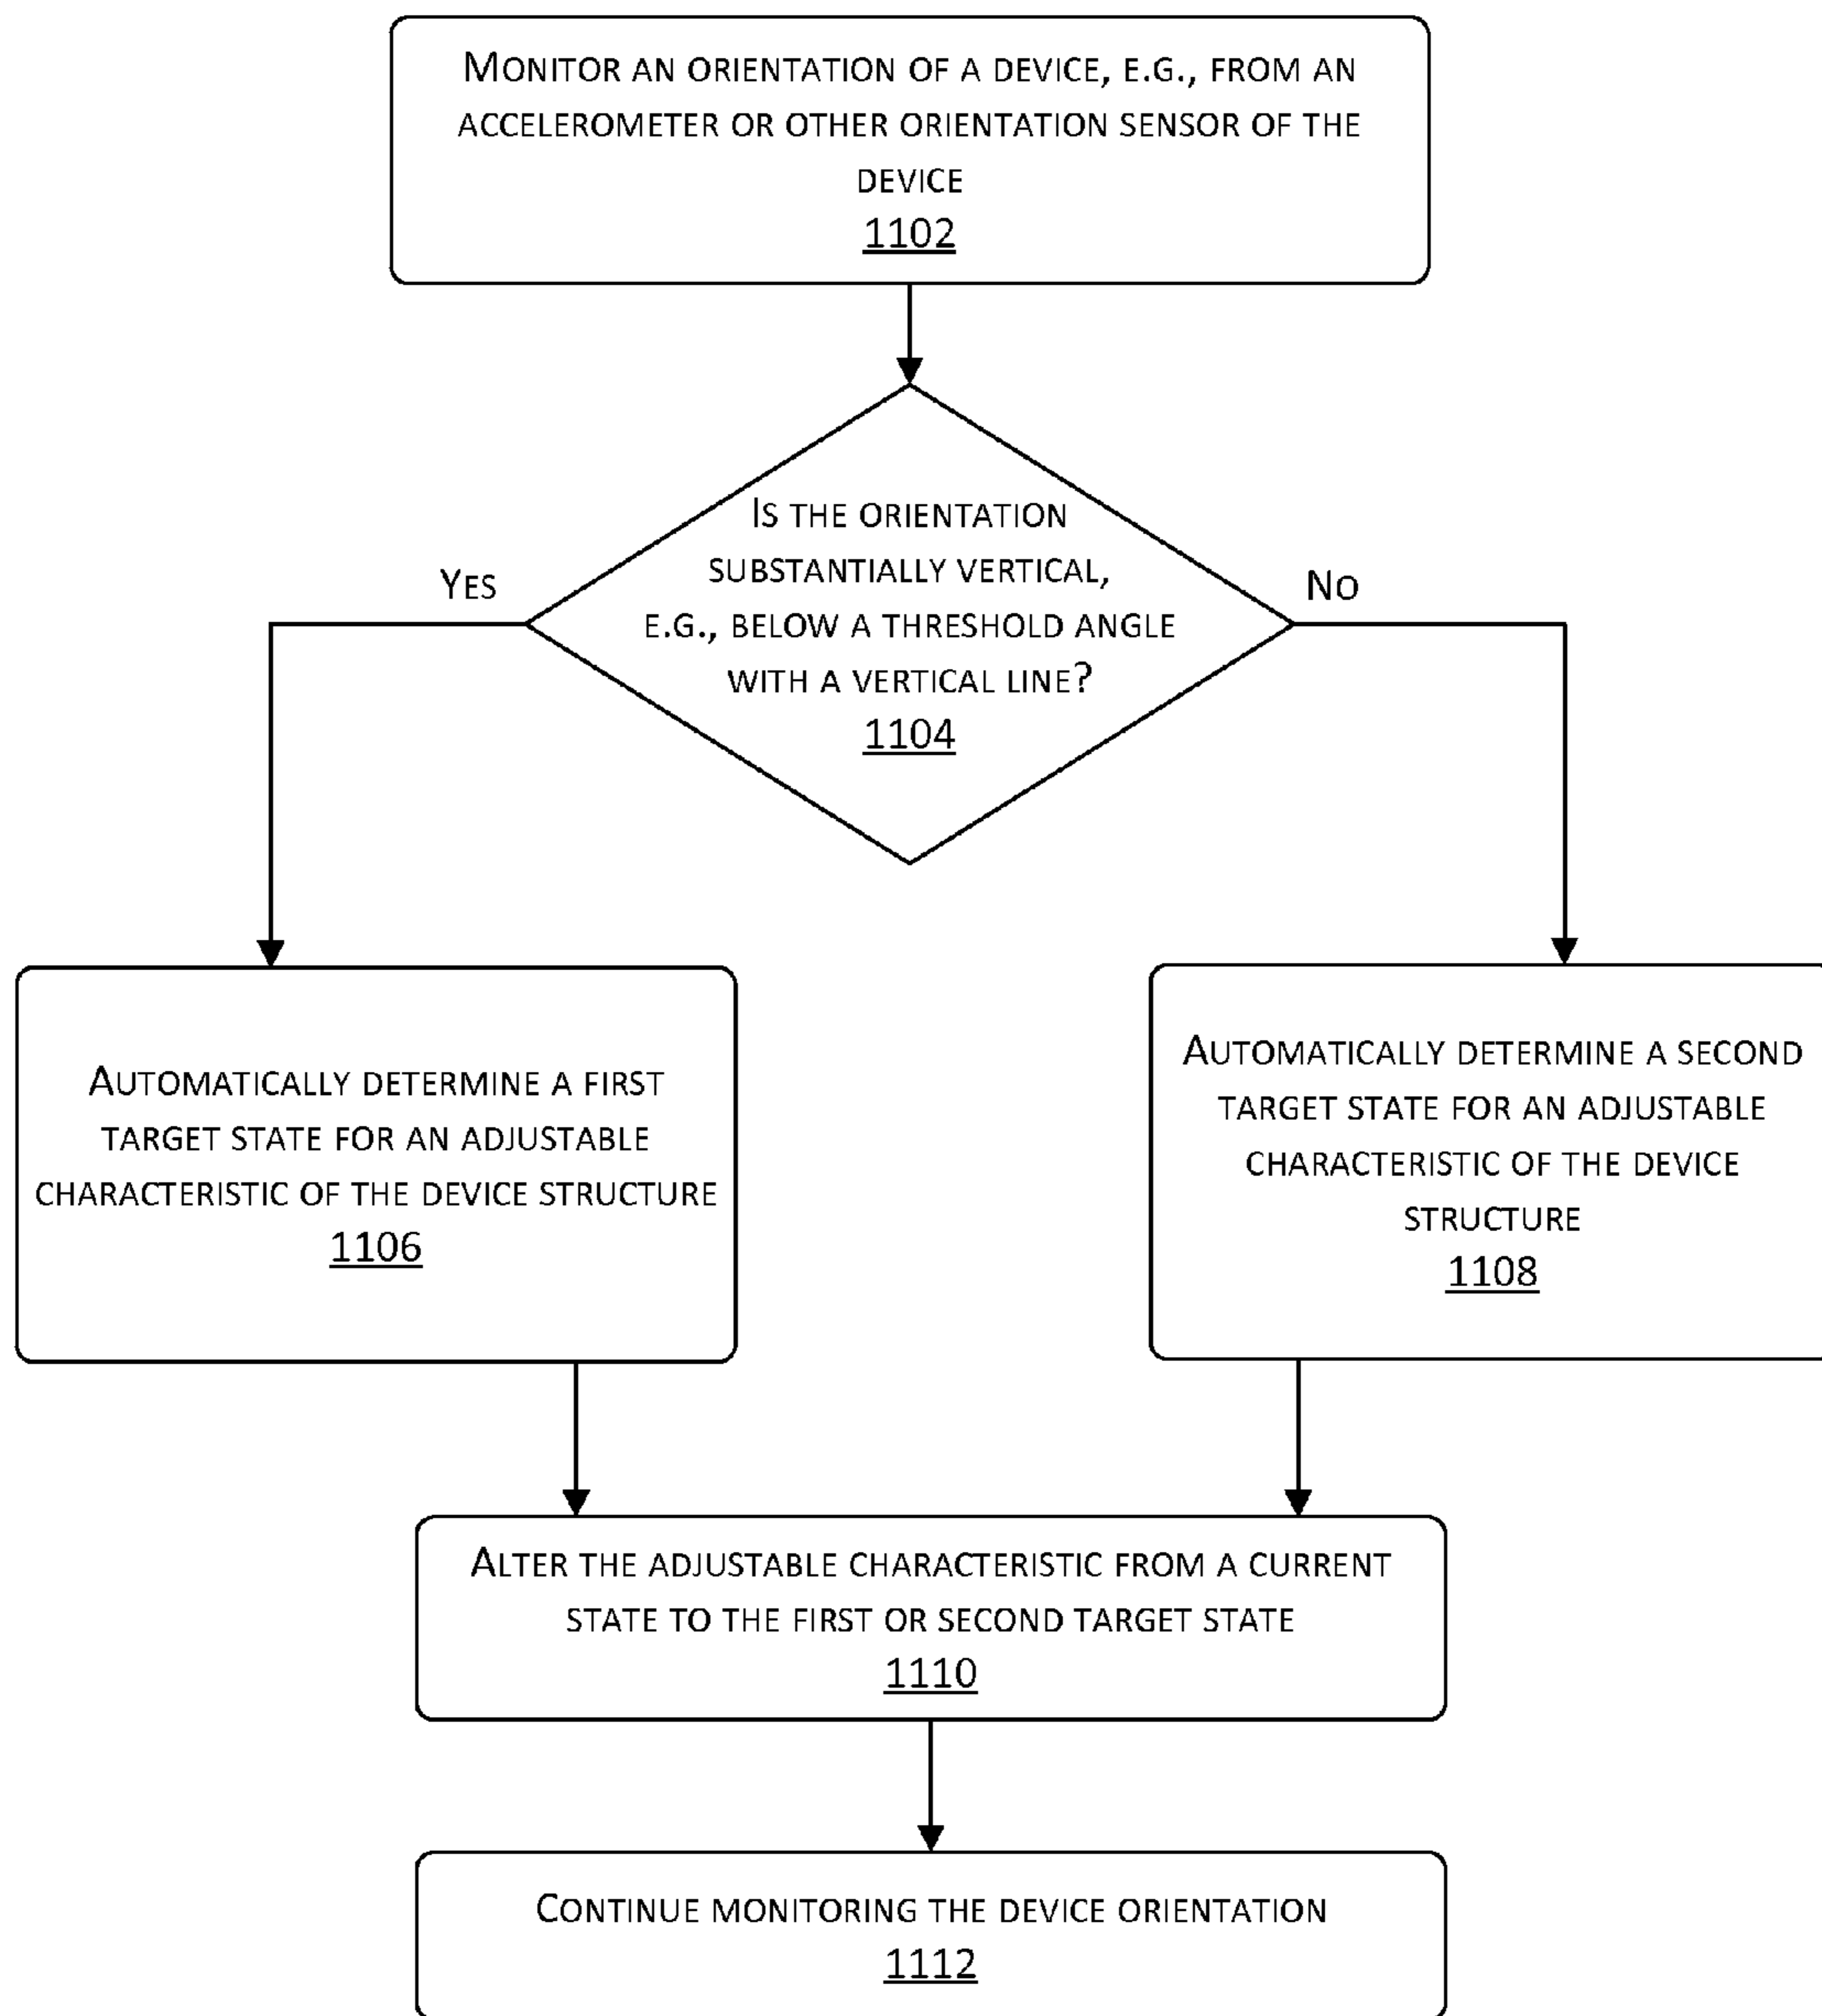 MONITOR AN ORIENTATION OF A DEVICE, E.G., FROM AN
ACCELEROMETER OR OTHER ORIENTATION SENSOR OF THE
DEVICE
1102
IS THE ORIENTATION
SUBSTANTIALLY VERTICAL,
E.G., BELOW A THRESHOLD ANGLE
WITH A VERTICAL LINE?
1104
YES
NO
AUTOMATICALLY DETERMINE A FIRST
TARGET STATE FOR AN ADJUSTABLE
CHARACTERISTIC OF THE DEVICE STRUCTURE
1106
AUTOMATICALLY DETERMINE A SECOND
TARGET STATE FOR AN ADJUSTABLE
CHARACTERISTIC OF THE DEVICE
STRUCTURE
1108
ALTER THE ADJUSTABLE CHARACTERISTIC FROM A CURRENT
STATE TO THE FIRST OR SECOND TARGET STATE
1110
CONTINUE MONITORING THE DEVICE ORIENTATION
1112